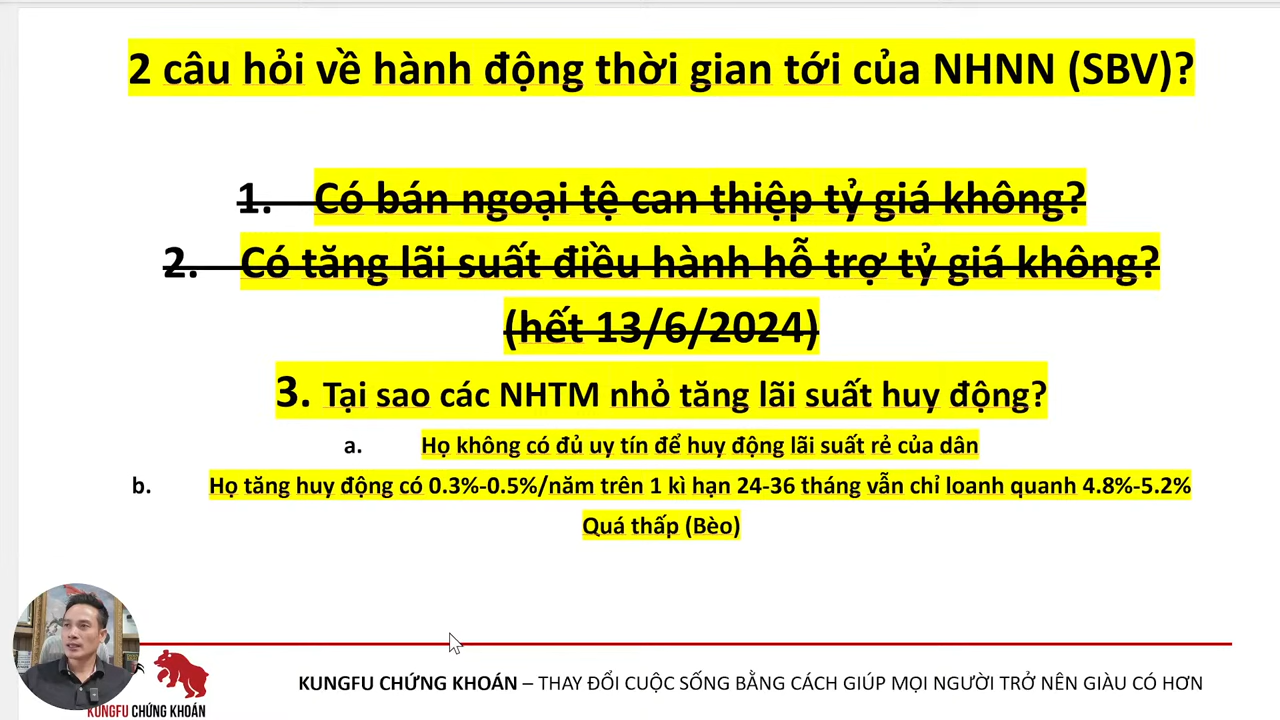 2 câu hỏi về hành động thời gian tới của NHNN (SBV)?
1. Có bán ngoại tệ can thiệp tỷ giá không?
2. Có tăng lãi suất điều hành hỗ trợ tỷ giá không?
(hết 13/6/2024)
3. Tại sao các NHTM nhỏ tăng lãi suất huy động?
a. Họ không có đủ uy tín để huy động lãi suất rẻ của dân
b. Họ tăng huy động có 0.3%-0.5%/năm trên 1 kì hạn 24-36 tháng vẫn chỉ loanh quanh 4.8%-5.2%
Quá thấp (Bèo)
KUNGFU CHỨNG KHOÁN
KUNGFU CHỨNG KHOÁN – THAY ĐỔI CUỘC SỐNG BẰNG CÁCH GIÚP MỌI NGƯỜI TRỞ NÊN GIÀU CÓ HƠN